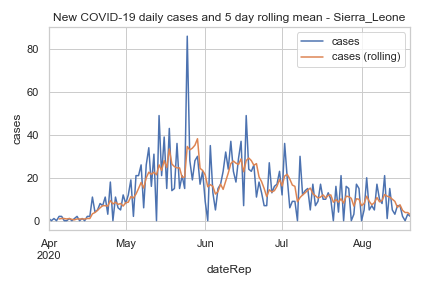 New COVID-19 daily cases and 5 day rolling mean - Sierra_Leone
cases
cases (rolling)
80
60
40
20
0
cases
Apr
2020
May
Jun
Jul
Aug
dateRep